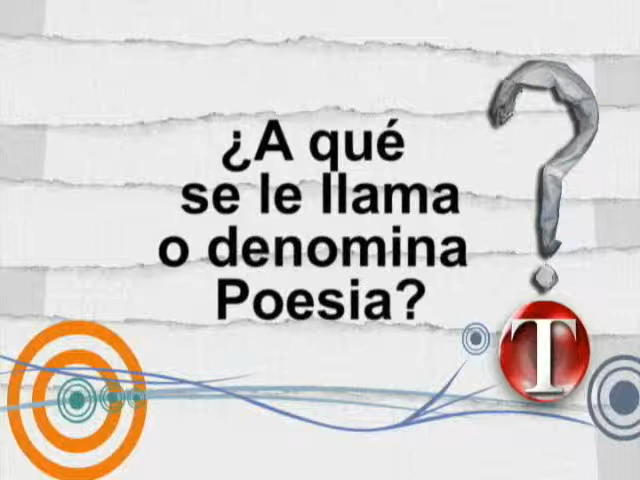 ¿A qué
se le llama
o denomina
Poesia?
T